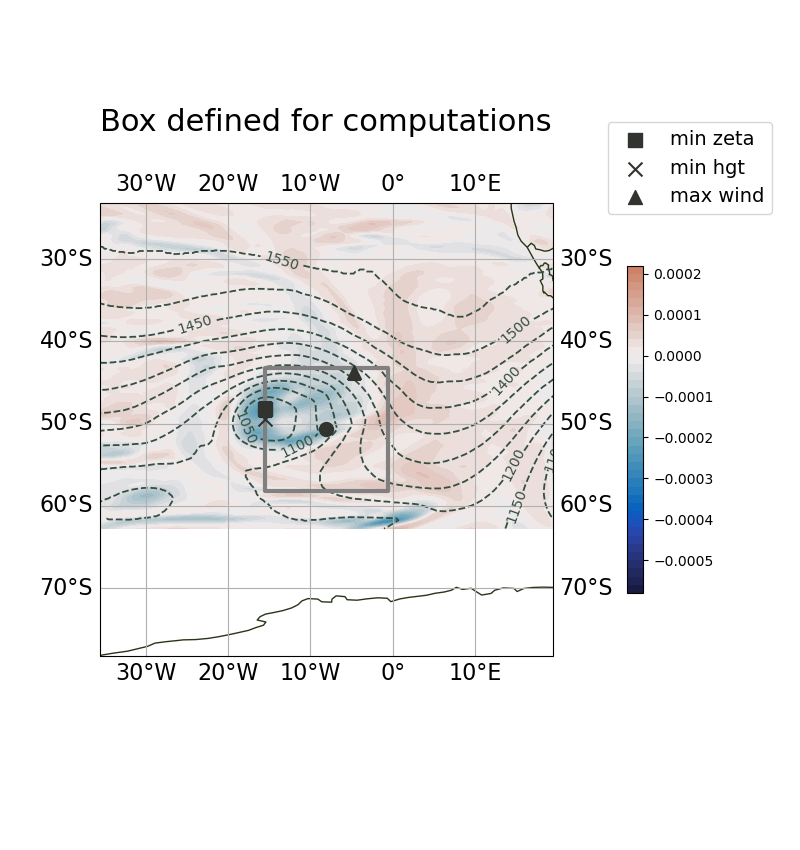 Box defined for computations
min zeta
min hgt
max wind
30°W 20°W 10°W 0° 10°E
30°S 30°S
40°S 40°S
50°S 50°S
60°S 60°S
70°S 70°S
1550
1450
1500
1400
1050
1100
1200
1150
30°W 20°W 10°W 0° 10°E
0.0002
0.0001
0.0000
−0.0001
−0.0002
−0.0003
−0.0004
−0.0005